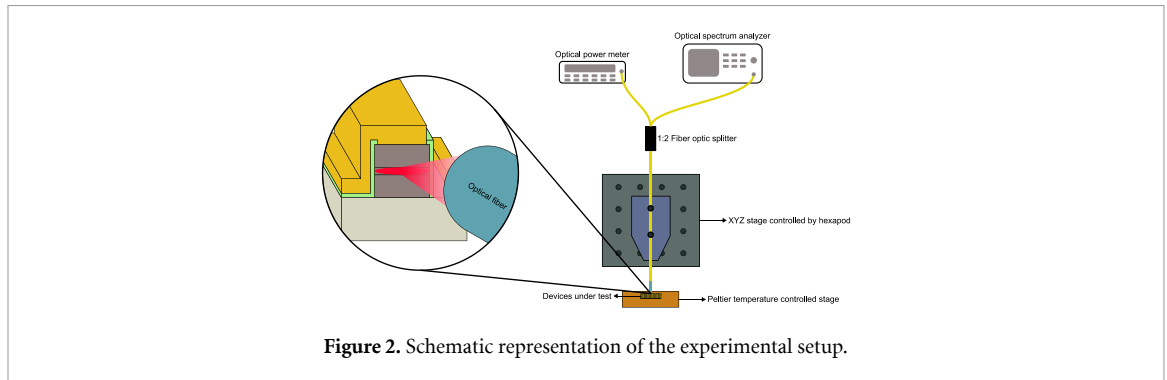 Optical spectrum analyzer
Optical power meter
1:2 Fiber optic splitter
Optical fiber
XYZ stage controlled by hexapod
Devices under test
Peltier temperature controlled stage
Figure 2. Schematic representation of the experimental setup.